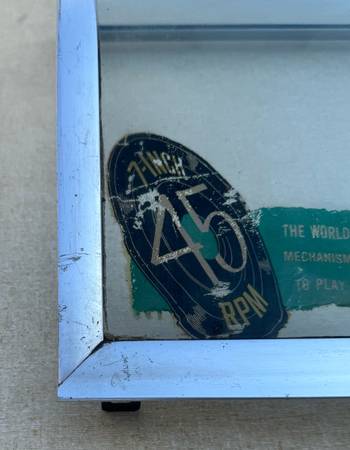 7-INCH
45
RPM
THE WORLD
MECHANISM
TO PLAY